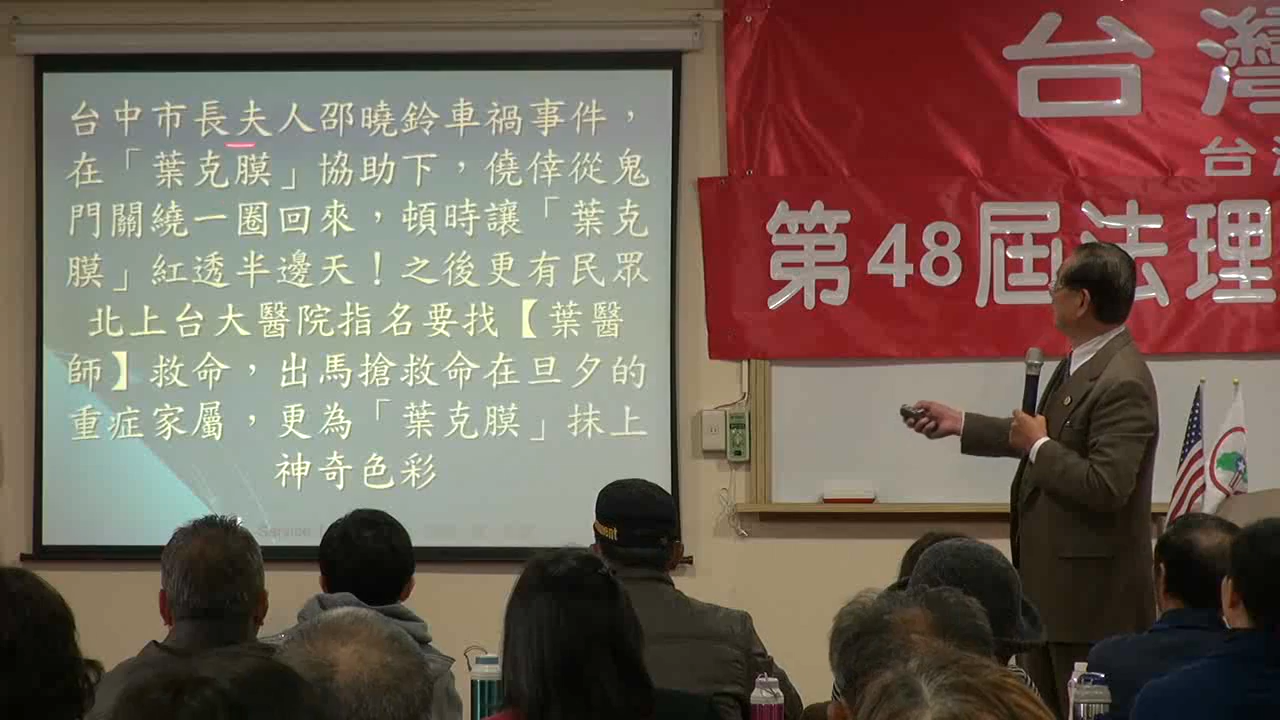 台中市長夫人邵曉鈴車禍事件，
在「葉克膜」協助下，僥倖從鬼
門關繞一圈回來，頓時讓「葉克
膜」紅透半邊天！之後更有民眾
北上台大醫院指名要找【葉醫
師】救命，出馬搶救命在旦夕的
重症家屬，更為「葉克膜」抹上
神奇色彩
Service
台灣
台灣
第48屆法理